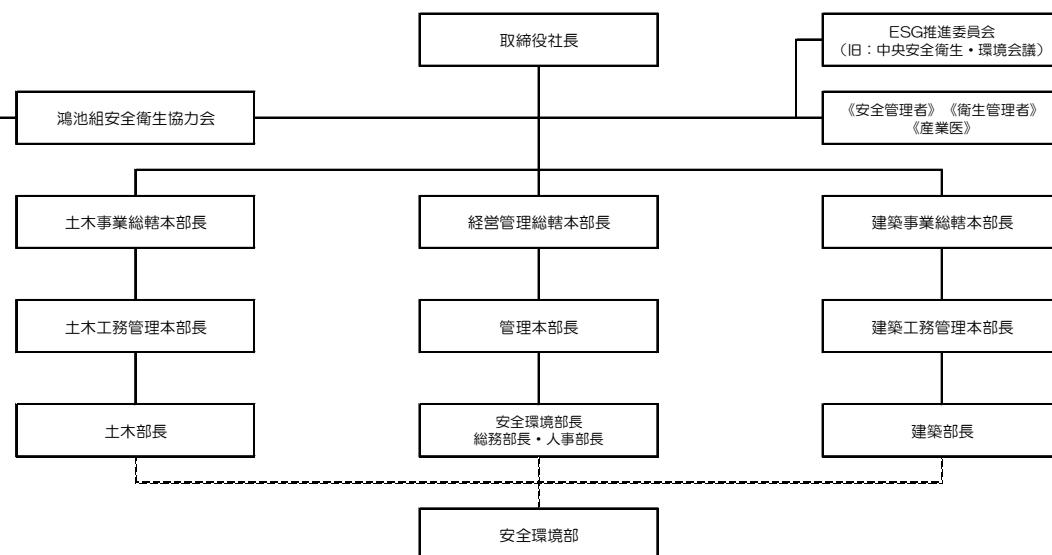 取締役社長
ESG推進委員会
（旧：中央安全衛生・環境会議）
鴻池組安全衛生協力会
《安全管理者》《衛生管理者》
《産業医》
土木事業総轄本部長
経営管理総轄本部長
建築事業総轄本部長
土木工務管理本部長
管理本部長
建築工務管理本部長
土木部長
安全環境部長
総務部長・人事部長
建築部長
安全環境部